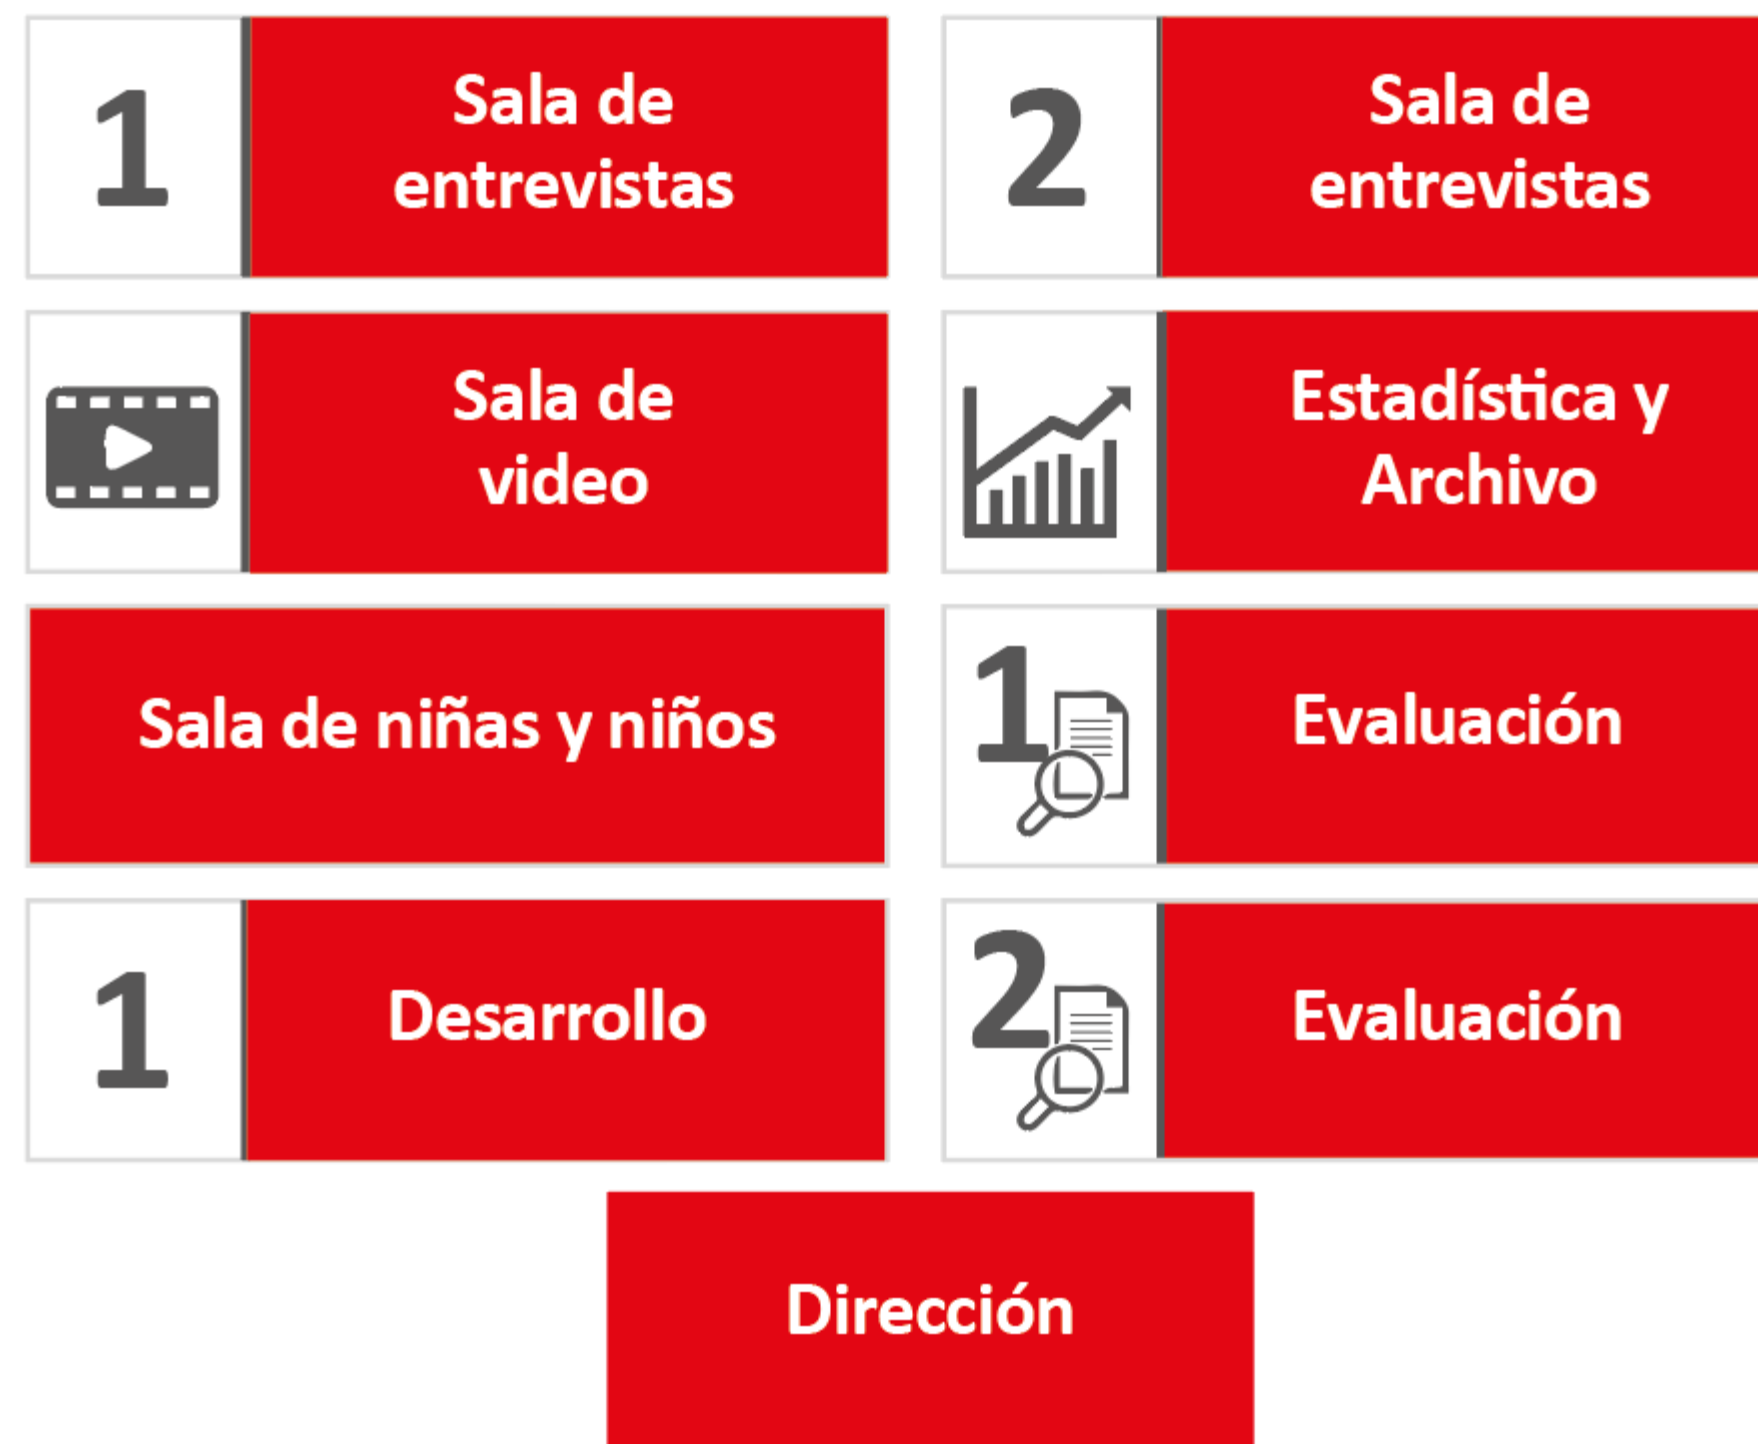 1
Sala de
entrevistas
2
Sala de
entrevistas
Sala de
video
Estadística y
Archivo
Sala de niñas y niños
1
Evaluación
1
Desarrollo
2
Evaluación
Dirección